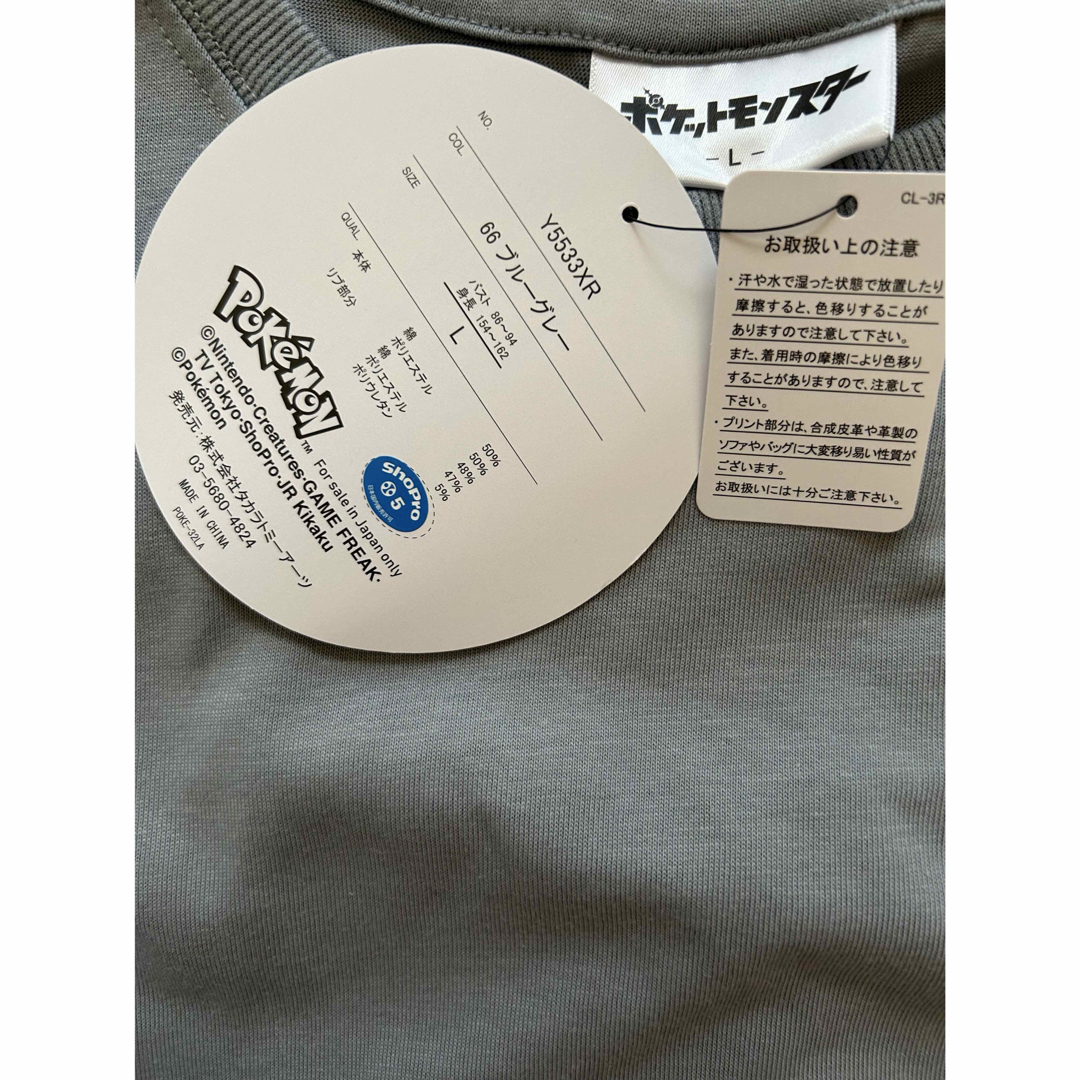 ポケットモンスター
-L-
NO. Y5533XR
COL 66 ブルーグレー
SIZE バスト 86～94
身長 154～162
L
QUAL 本体 綿 50%
ポリエステル 50%
リブ部分 綿 48%
ポリエステル 47%
ポリウレタン 5%
POKéMON™
For sale in Japan only
©Nintendo·Creatures·GAME FREAK·
TV Tokyo·ShoPro·JR Kikaku
©Pokémon
発売元:株式会社タカラトミーアーツ
03-5680-4824
MADE IN CHINA
POKE-32LA
ShoPro
5
日本国内販売許可
CL-3R
お取扱い上の注意
・汗や水で湿った状態で放置したり
摩擦すると、色移りすることが
ありますので注意して下さい。
また、着用時の摩擦により色移り
することがありますので、注意して
下さい。
・プリント部分は、合成皮革や革製の
ソファやバッグに大変移り易い性質が
ございます。
お取扱いには十分ご注意下さい。